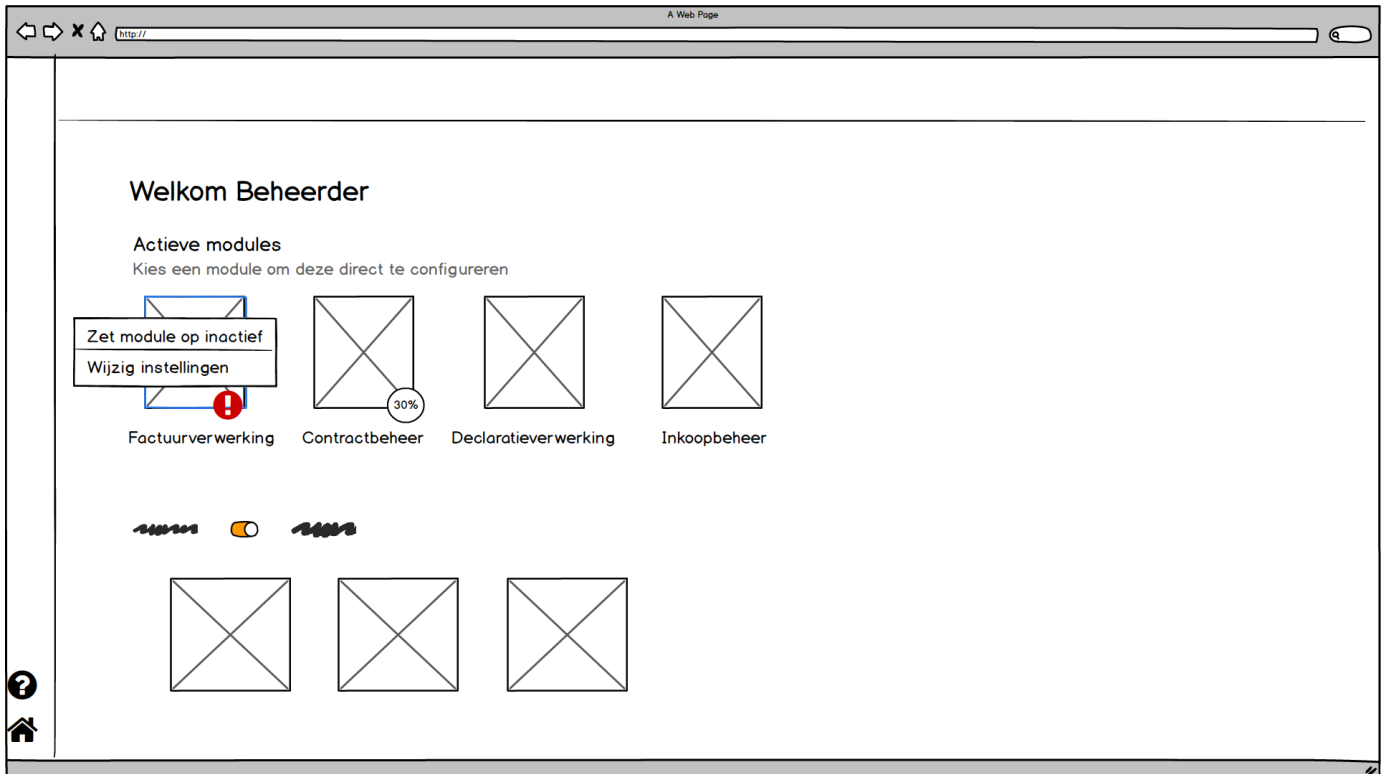 A Web Page
http://
Welkom Beheerder
Actieve modules
Kies een module om deze direct te configureren
Zet module op inactief
Wijzig instellingen
30%
Factuurverwerking
Contractbeheer
Declaratieverwerking
Inkoopbeheer